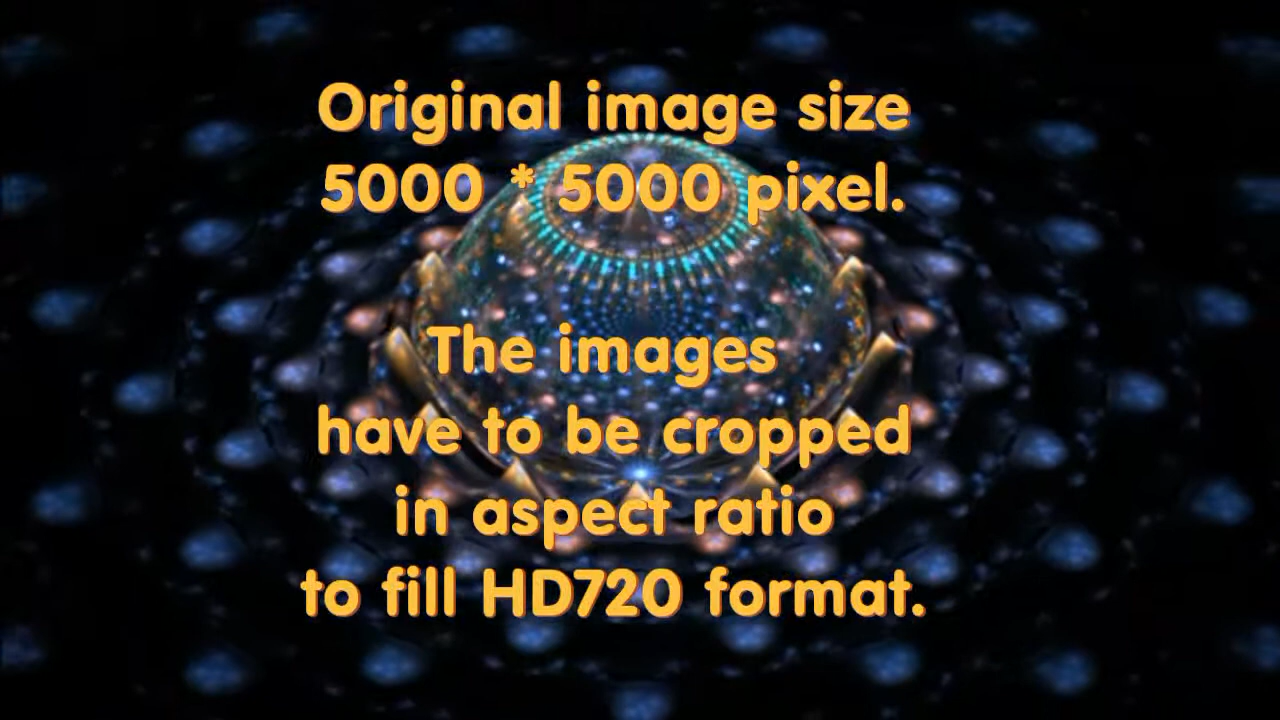 Original image size
5000 * 5000 pixel.
The images
have to be cropped
in aspect ratio
to fill HD720 format.